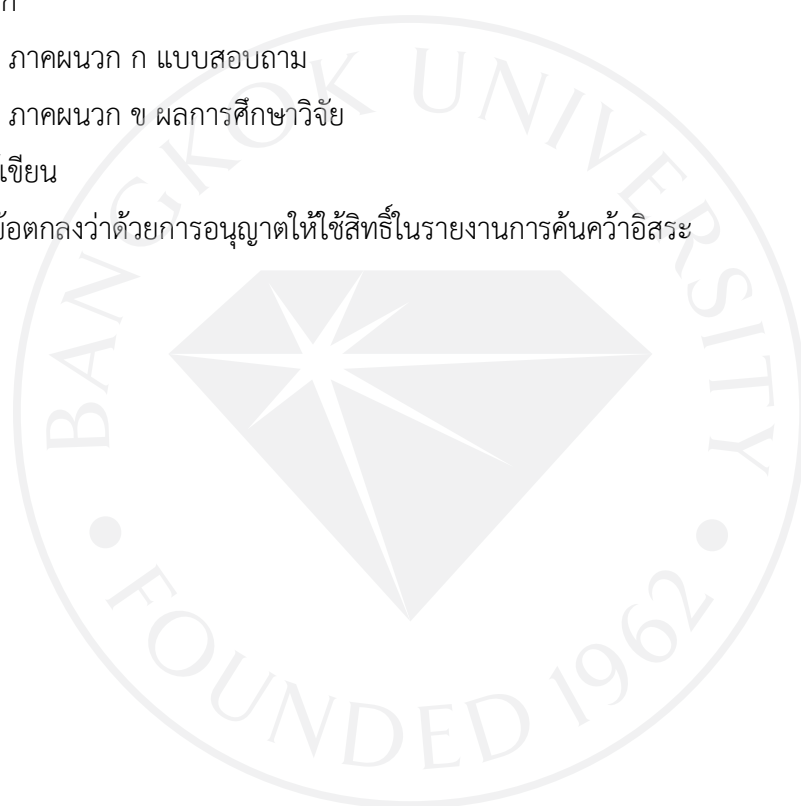 ภาคผนวก ก แบบสอบถาม
ภาคผนวก ข ผลการศึกษาวิจัย
เขียน
ข้อตกลงว่าด้วยการอนุญาตให้ใช้สิทธิ์ในรายงานการค้นคว้าอิสระ
BANGKOK UNIVERSITY
FOUNDED 1962